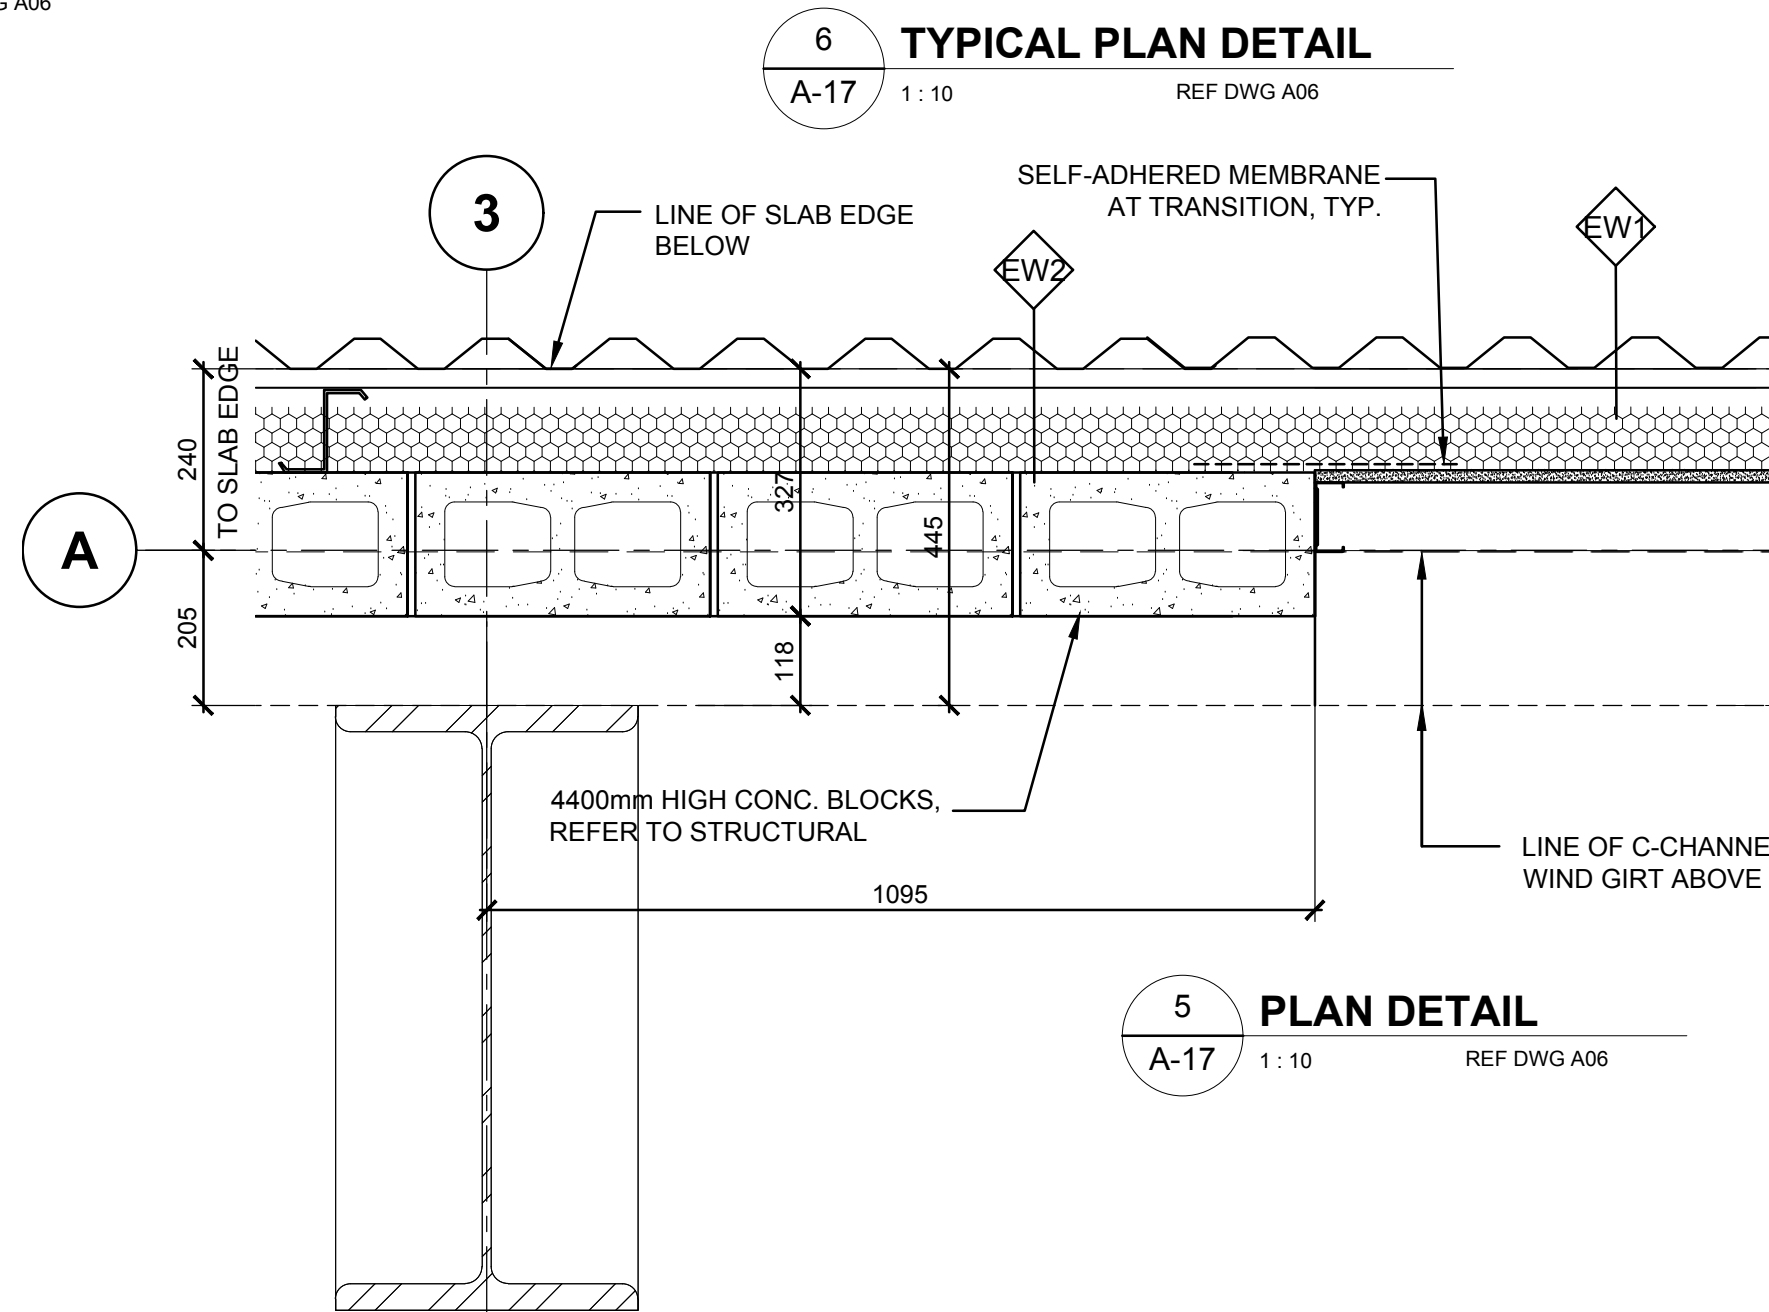 A06
6
TYPICAL PLAN DETAIL
A-17
1 : 10
REF DWG A06
3
LINE OF SLAB EDGE
BELOW
SELF-ADHERED MEMBRANE
AT TRANSITION, TYP.
EW2
EW1
240
TO SLAB EDGE
327
445
A
205
118
4400mm HIGH CONC. BLOCKS,
REFER TO STRUCTURAL
LINE OF C-CHANNE
WIND GIRT ABOVE
1095
5
PLAN DETAIL
A-17
1 : 10
REF DWG A06